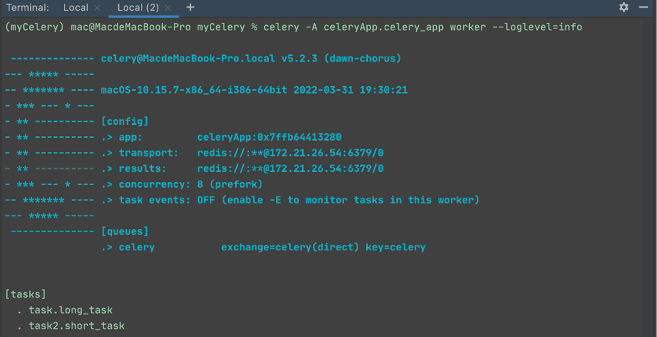 Terminal: Local × Local (2) × +
(myCelery) mac@MacdeMacBook-Pro myCelery % celery -A celeryApp.celery_app worker --loglevel=info
-------------- celery@MacdeMacBook-Pro.local v5.2.3 (dawn-chorus)
--- ***** -----
-- ******* ---- macOS-10.15.7-x86_64-i386-64bit 2022-03-31 19:30:21
- *** --- * ---
- ** ---------- [config]
- ** ---------- .> app: celeryApp:0x7ffb64413280
- ** ---------- .> transport: redis://:**@172.21.26.54:6379/0
- ** ---------- .> results: redis://:**@172.21.26.54:6379/0
- *** --- * --- .> concurrency: 8 (prefork)
-- ******* ---- .> task events: OFF (enable -E to monitor tasks in this worker)
--- ***** -----
-------------- [queues]
.> celery exchange=celery(direct) key=celery
[tasks]
. task.long_task
. task2.short_task